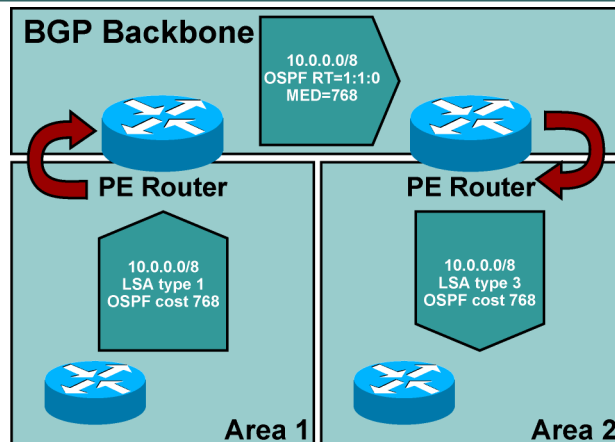 BGP Backbone
10.0.0.0/8
OSPF RT=1:1:0
MED=768
PE Router
PE Router
10.0.0.0/8
LSA type 1
OSPF cost 768
10.0.0.0/8
LSA type 3
OSPF cost 768
Area 1
Area 2